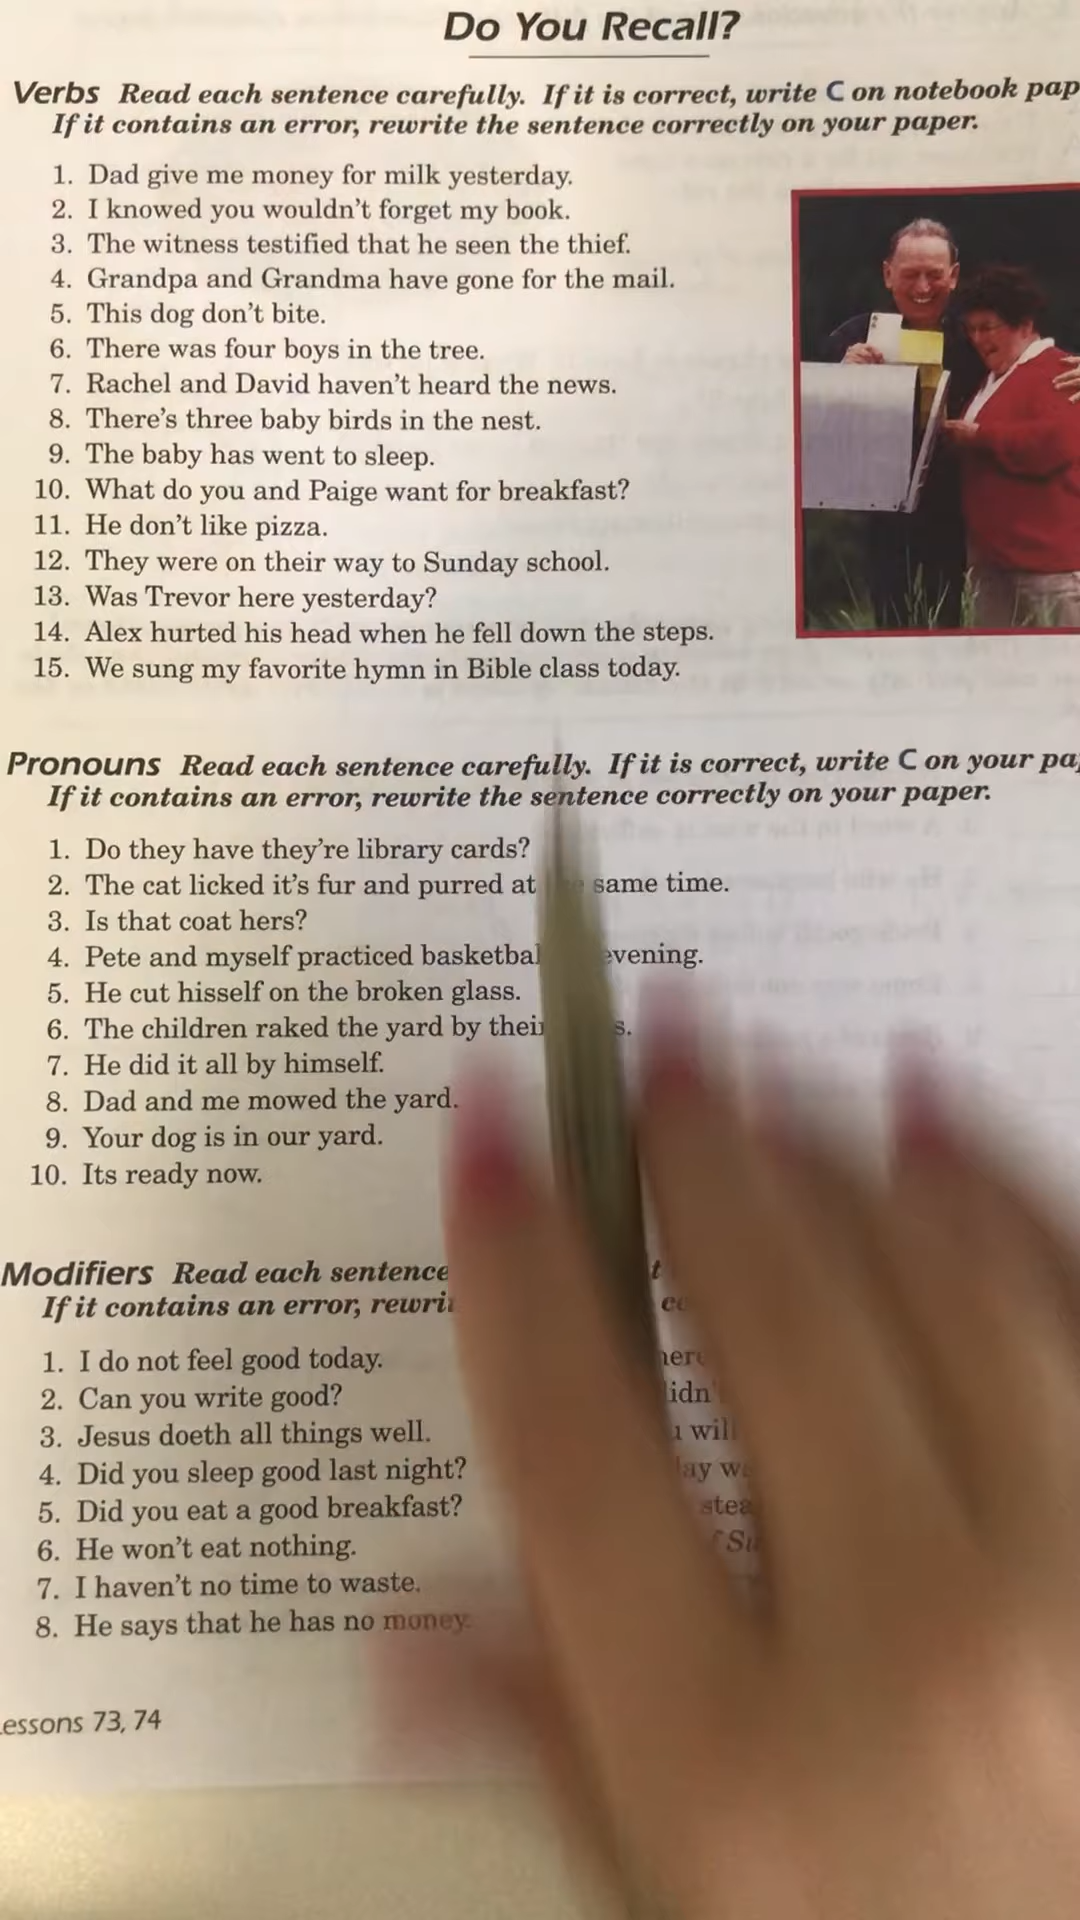 Do You Recall?
Verbs Read each sentence carefully. If it is correct, write C on notebook
If it contains an error, rewrite the sentence correctly on your paper.
1. Dad give me money for milk yesterday.
2. I knowed you wouldn't forget my book.
3. The witness testified that he seen the thief.
4. Grandpa and Grandma have gone for the mail.
5. This dog don't bite.
6. There was four boys in the tree.
7. Rachel and David haven't heard the news.
8. There's three baby birds in the nest.
9. The baby has went to sleep.
10. What do you and Paige want for breakfast?
11. He don't like pizza.
12. They were on their way to Sunday school.
13. Was Trevor here yesterday?
14. Alex hurted his head when he fell down the steps.
15. We sung my favorite hymn in Bible class today.
Pronouns Read each sentence carefully. If it is correct, write C on your
If it contains an error, rewrite the sentence correctly on your paper.
1. Do they have they're library cards?
2. The cat licked it's fur and purred at same time.
3. Is that coat hers?
4. Pete and myself practiced evening.
5. He cut hisself on the broken glass.
6. The children raked the yard by
7. He did it all by himself.
8. Dad and me mowed the yard.
9. Your dog is in our yard.
10. Its ready now.
Modifiers Read each sentence
If it contains an error,
1. I do not feel good today.
2. Can you write good?
3. Jesus doeth all things well.
4. Did you sleep good last night?
5. Did you eat a good breakfast?
6. He won't eat nothing.
7. I haven't no time to waste.
8. He says that he has no money.
Lessons 73, 74